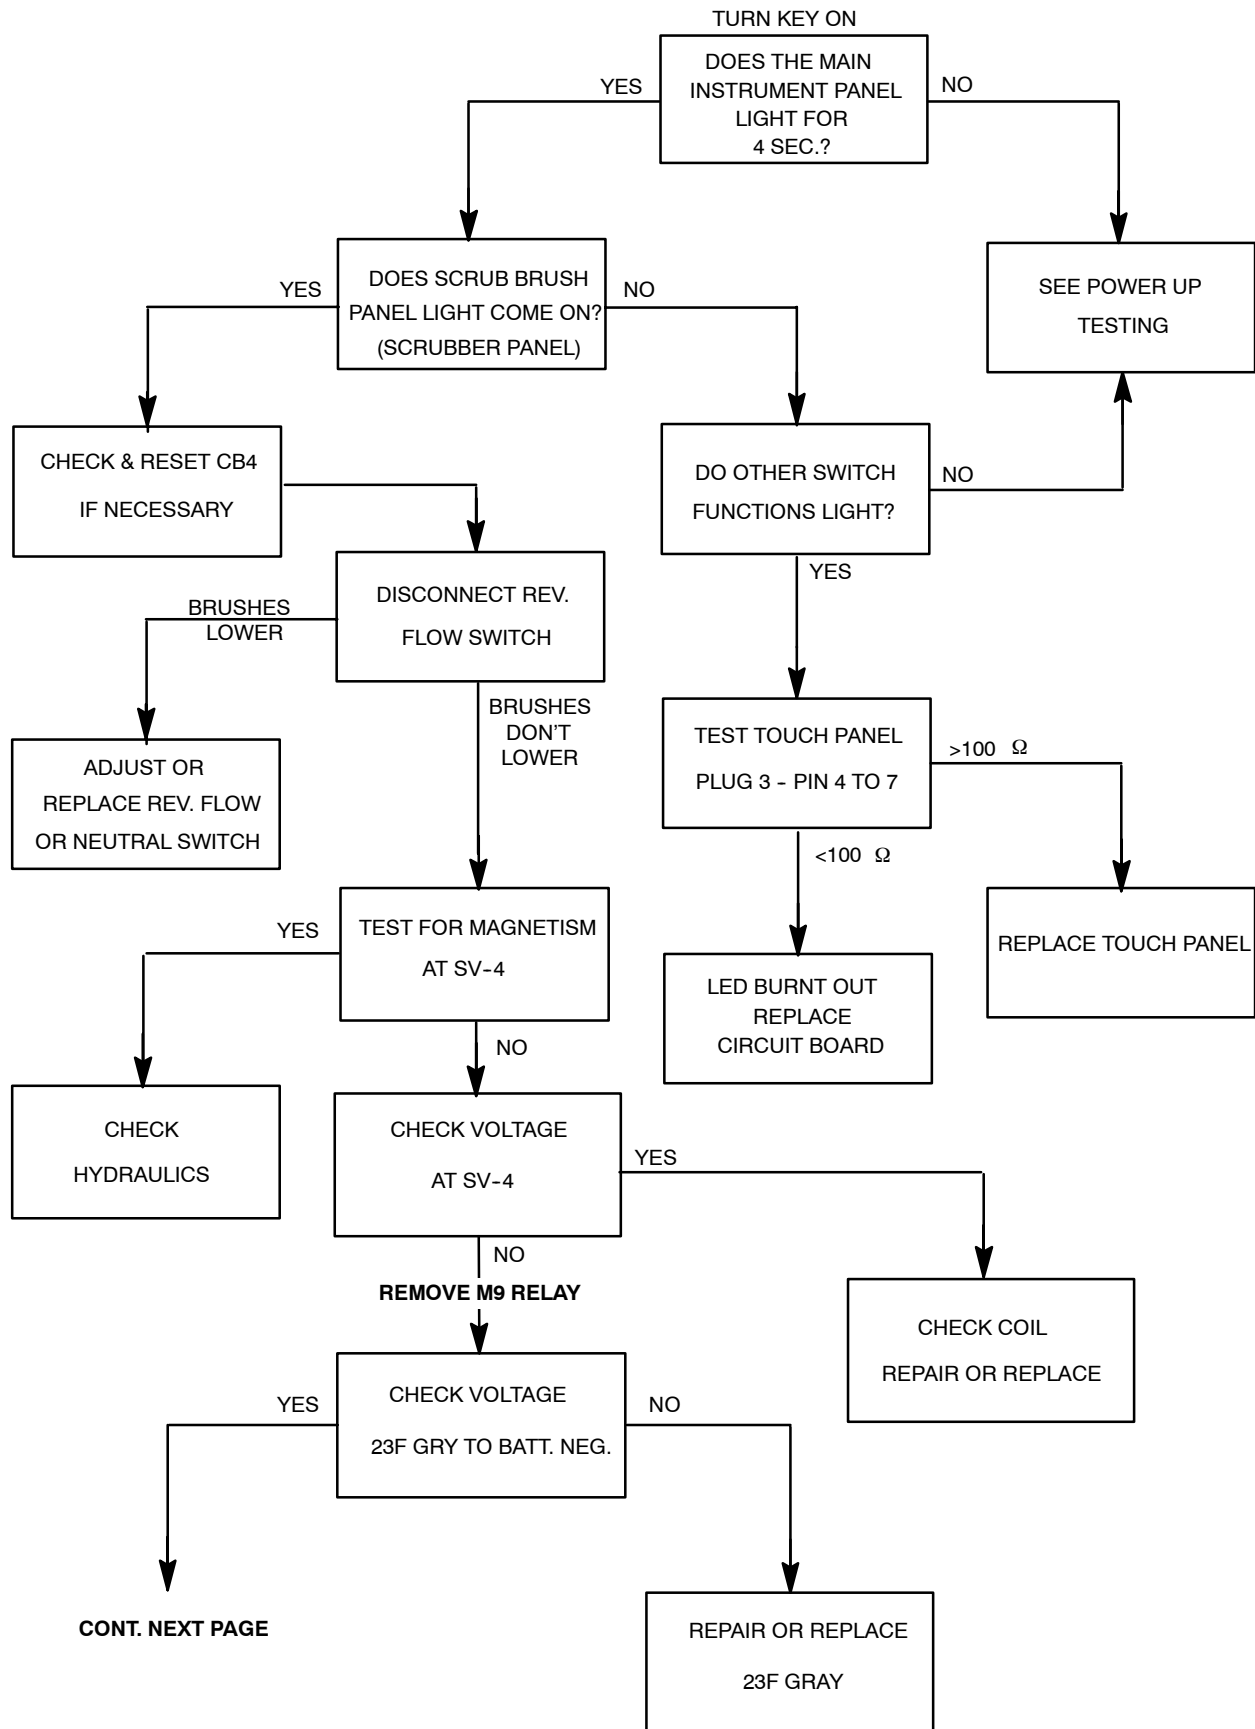 TURN KEY ON
DOES THE MAIN
INSTRUMENT PANEL
LIGHT FOR
4 SEC.?
YES
NO
DOES SCRUB BRUSH
PANEL LIGHT COME ON?
(SCRUBBER PANEL)
YES
NO
SEE POWER UP
TESTING
CHECK & RESET CB4
IF NECESSARY
DO OTHER SWITCH
FUNCTIONS LIGHT?
NO
YES
DISCONNECT REV.
FLOW SWITCH
BRUSHES
LOWER
BRUSHES
DON'T
LOWER
ADJUST OR
REPLACE REV. FLOW
OR NEUTRAL SWITCH
TEST TOUCH PANEL
PLUG 3 - PIN 4 TO 7
>100 Ω
<100 Ω
TEST FOR MAGNETISM
AT SV-4
YES
NO
REPLACE TOUCH PANEL
LED BURNT OUT
REPLACE
CIRCUIT BOARD
CHECK
HYDRAULICS
CHECK VOLTAGE
AT SV-4
YES
NO
REMOVE M9 RELAY
CHECK COIL
REPAIR OR REPLACE
CHECK VOLTAGE
23F GRY TO BATT. NEG.
YES
NO
CONT. NEXT PAGE
REPAIR OR REPLACE
23F GRAY